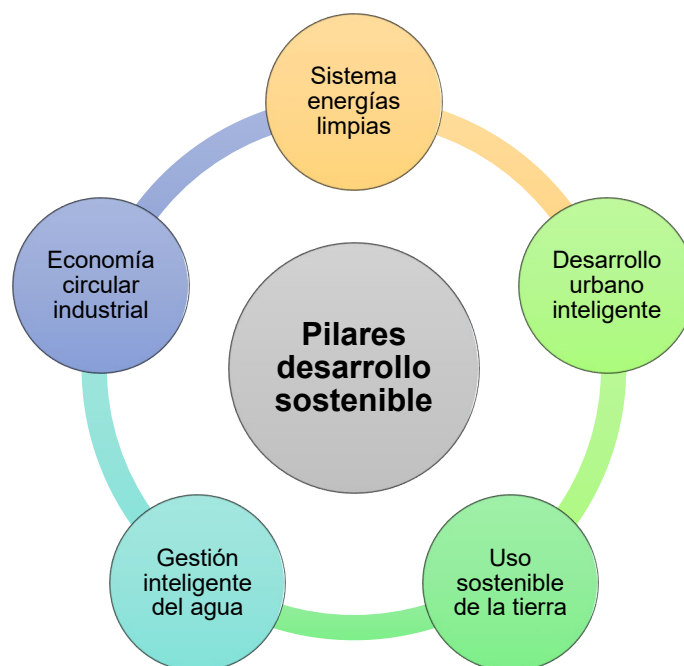 Sistema
energías
limpias
Economía
circular
industrial
Desarrollo
urbano
inteligente
Pilares
desarrollo
sostenible
Gestión
inteligente
del agua
Uso
sostenible
de la tierra